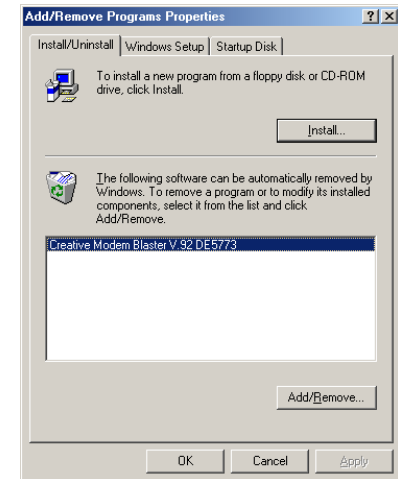 Add/Remove Programs Properties
Install/Uninstall Windows Setup Startup Disk
To install a new program from a floppy disk or CD-ROM
drive, click Install.
Install...
The following software can be automatically removed by
Windows. To remove a program or to modify its installed
components, select it from the list and click
Add/Remove.
Creative Modem Blaster V.92 DE5773
Add/Remove...
OK Cancel Apply